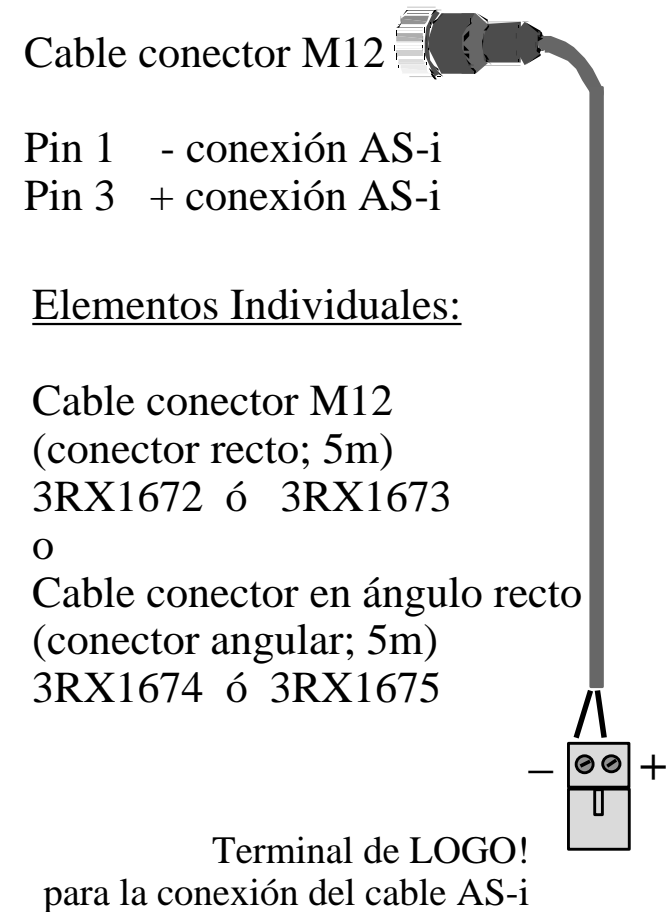 Cable conector M12
Pin 1 - conexión AS-i
Pin 3 + conexión AS-i
Elementos Individuales:
Cable conector M12
(conector recto; 5m)
3RX1672 ó 3RX1673
o
Cable conector en ángulo recto
(conector angular; 5m)
3RX1674 ó 3RX1675
– +
Terminal de LOGO!
para la conexión del cable AS-i